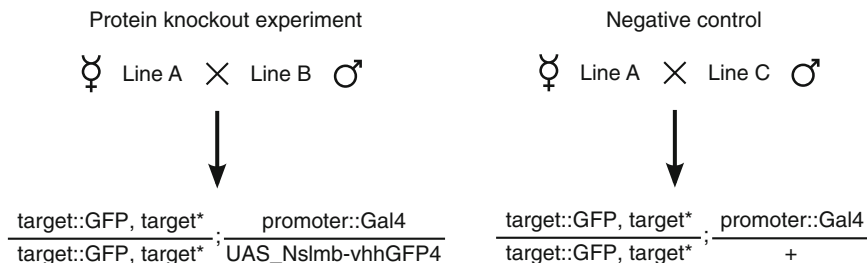 Protein knockout experiment
Line A × Line B
target::GFP, target* ; promoter::Gal4
target::GFP, target* UAS_Nslmb-vhhGFP4
Negative control
Line A × Line C
target::GFP, target* ; promoter::Gal4
target::GFP, target* +